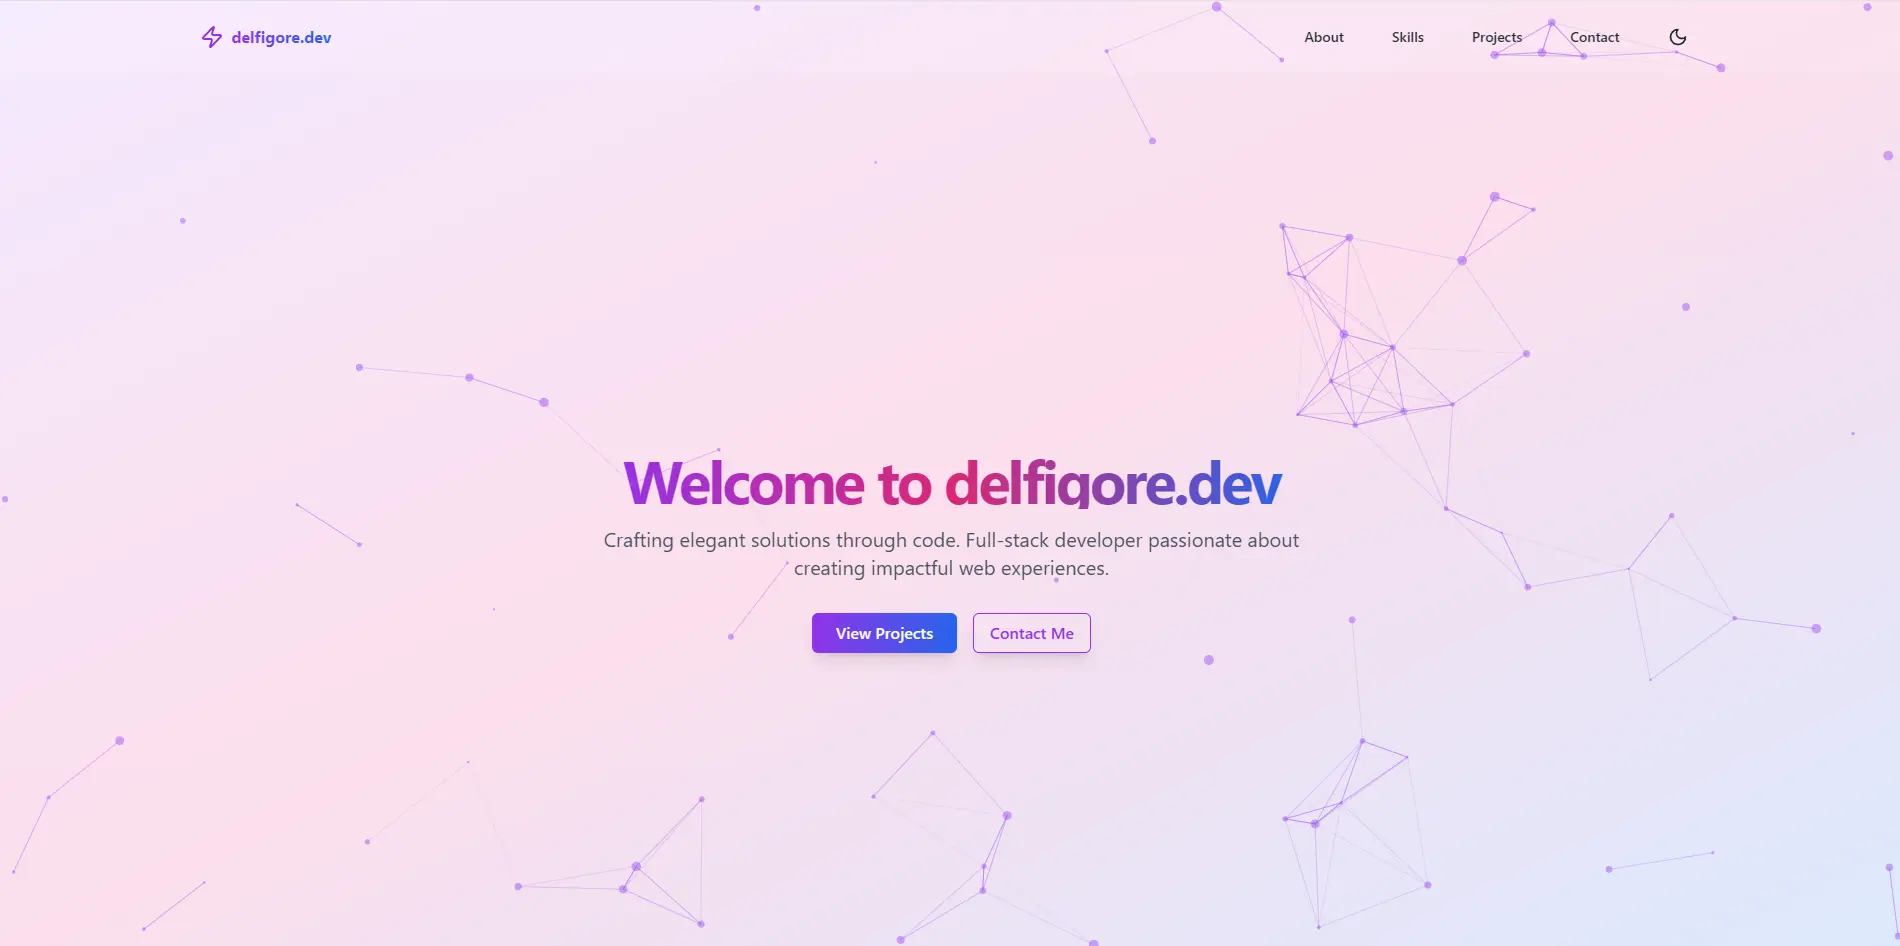 delfigore.dev
About
Skills
Projects
Contact
Welcome to delfigore.dev
Crafting elegant solutions through code. Full-stack developer passionate about
creating impactful web experiences.
View Projects
Contact Me